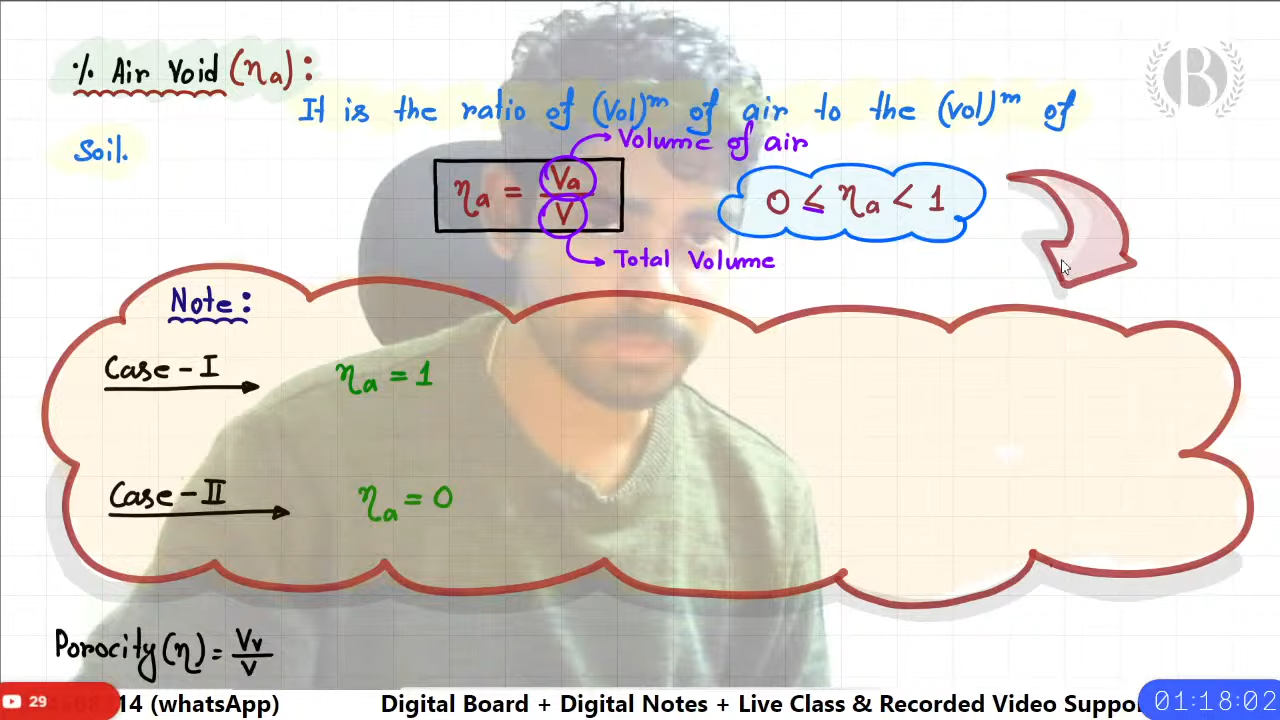 % Air Void (ηa):
It is the ratio of (Vol)ᵐ of air to the (vol)ᵐ of
Soil.
Volume of air
ηa = Va/V
0 ≤ ηa < 1
Total Volume
Note:
Case-I ηa = 1
Case-II ηa = 0
Porocity (η) = Vv/V
29
14 (whatsApp) Digital Board + Digital Notes + Live Class & Recorded Video Suppo
01:18:02
B